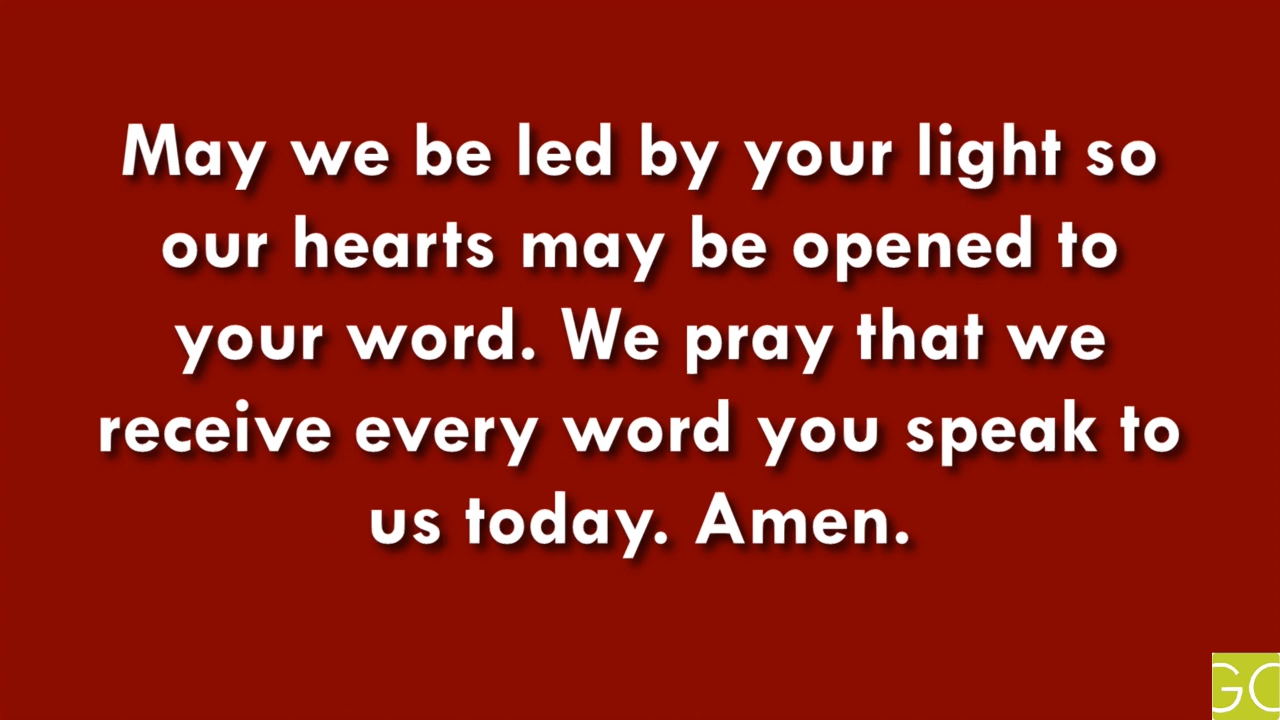 May we be led by your light so
our hearts may be opened to
your word. We pray that we
receive every word you speak to
us today. Amen.
GO